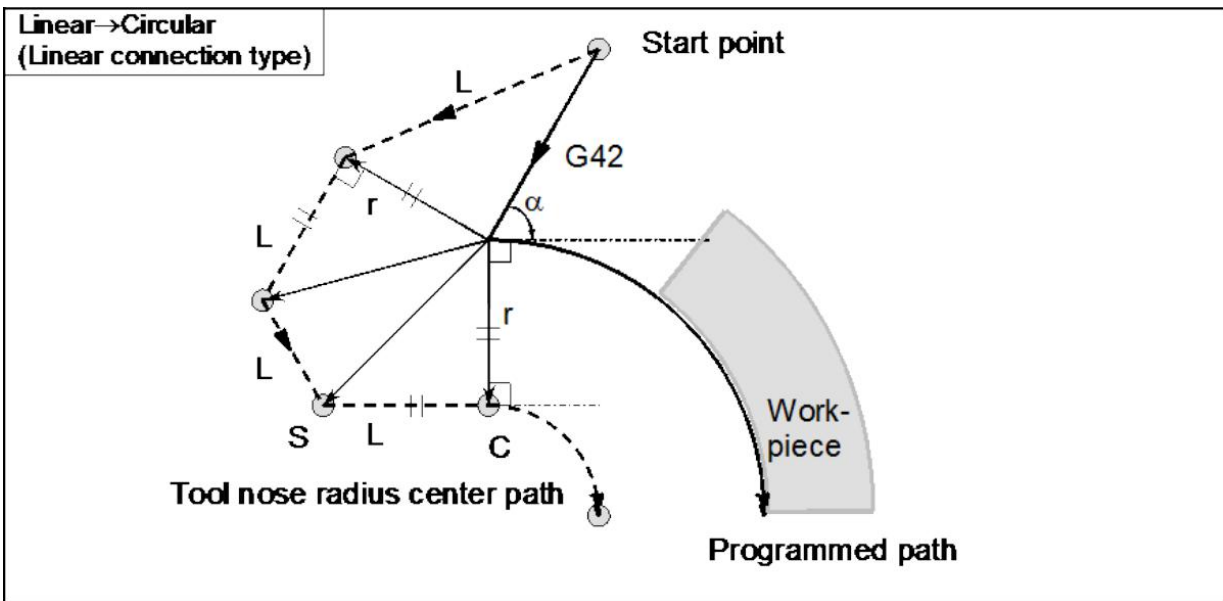 Linear→Circular
(Linear connection type)
Start point
L
G42
r
α
L
r
L
S
L
C
Work-
piece
Tool nose radius center path
Programmed path